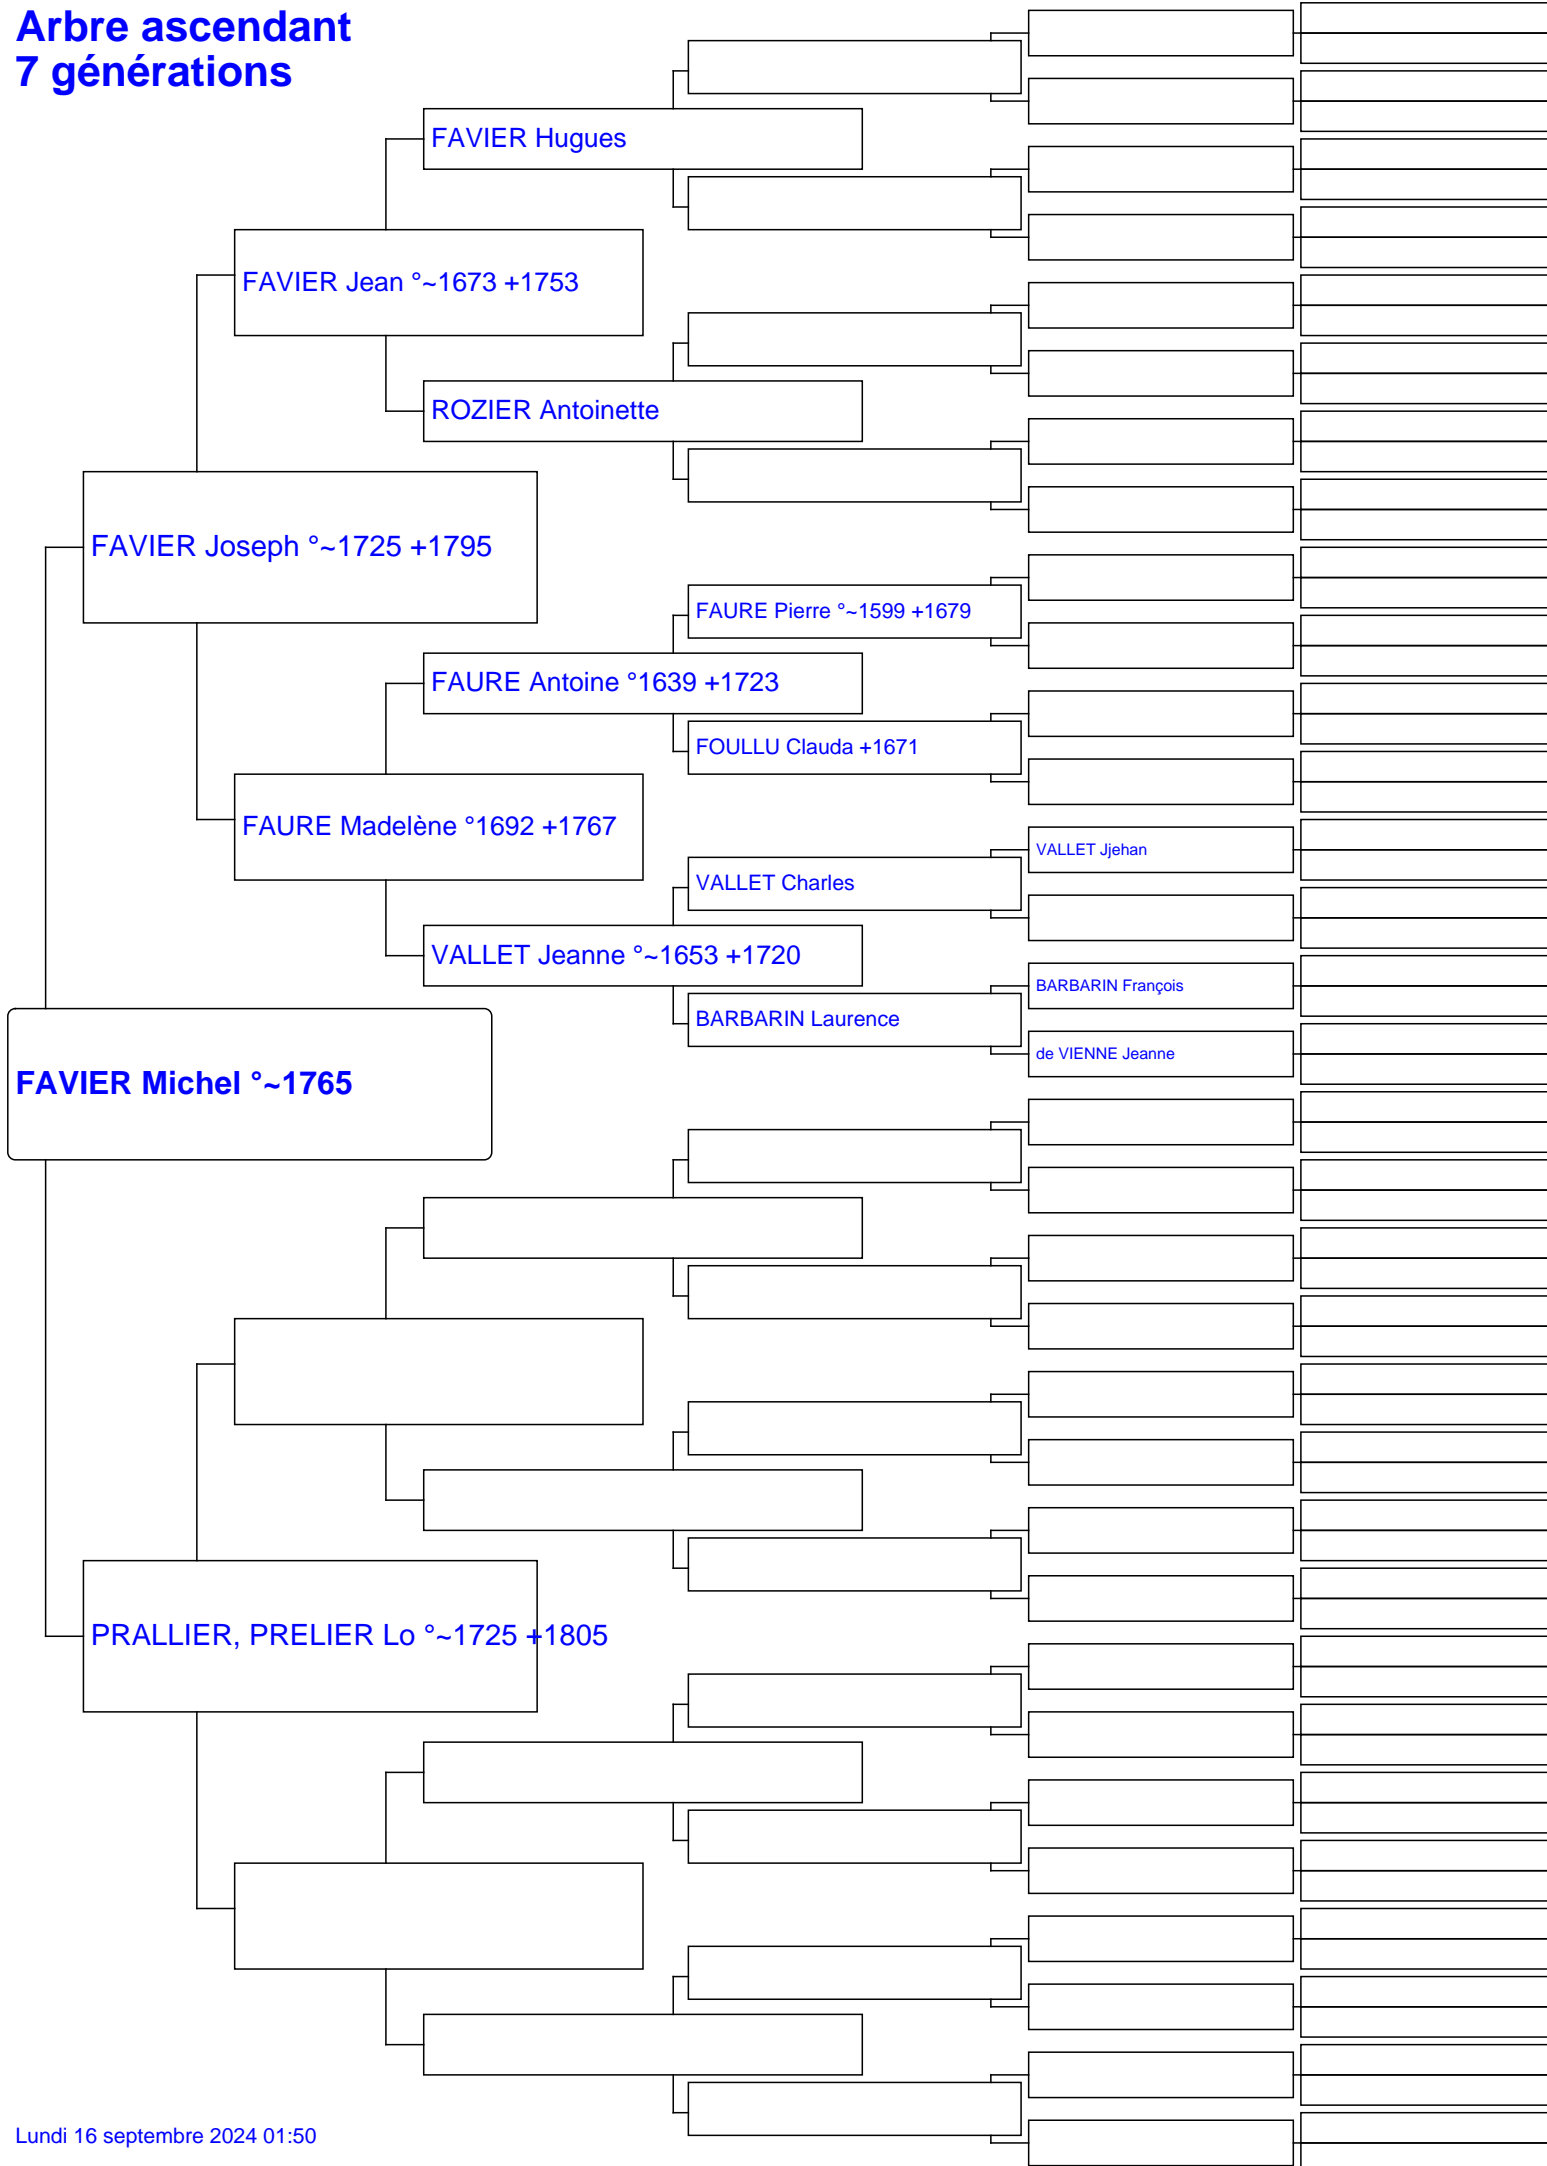 Arbre ascendant
7 générations
FAVIER Hugues
FAVIER Jean °~1673 +1753
ROZIER Antoinette
FAVIER Joseph °~1725 +1795
FAURE Pierre °~1599 +1679
FAURE Antoine °1639 +1723
FOULLU Clauda +1671
FAURE Madelène °1692 +1767
VALLET Jjehan
VALLET Charles
VALLET Jeanne °~1653 +1720
BARBARIN François
BARBARIN Laurence
de VIENNE Jeanne
FAVIER Michel °~1765
PRALLIER, PRELIER Lo °~1725 +1805
Lundi 16 septembre 2024 01:50